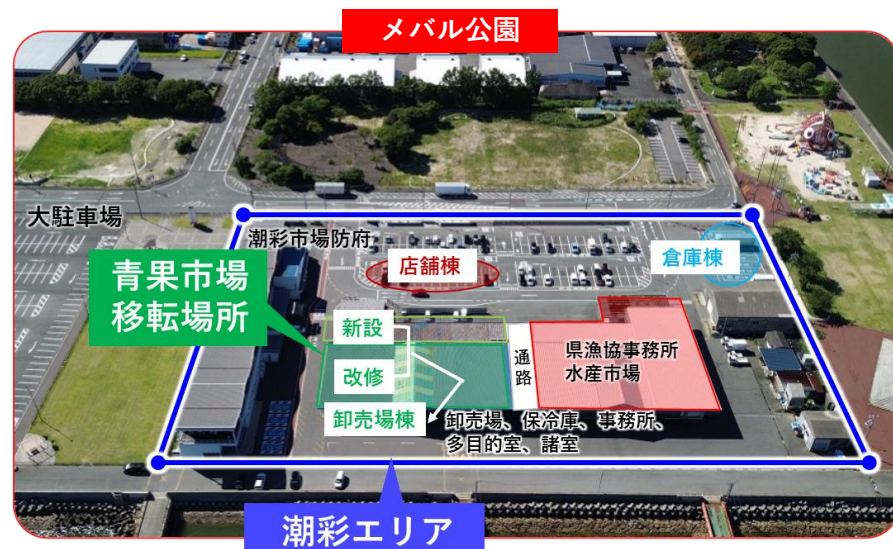 メバル公園
大駐車場
潮彩市場防府
青果市場
移転場所
店舗棟
倉庫棟
新設
改修
卸売場棟
通路
県漁協事務所
水産市場
卸売場、保冷庫、事務所、
多目的室、諸室
潮彩エリア